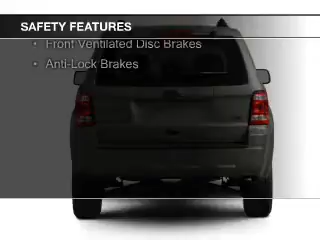 SAFETY FEATURES
• Front Ventilated Disc Brakes
• Anti-Lock Brakes